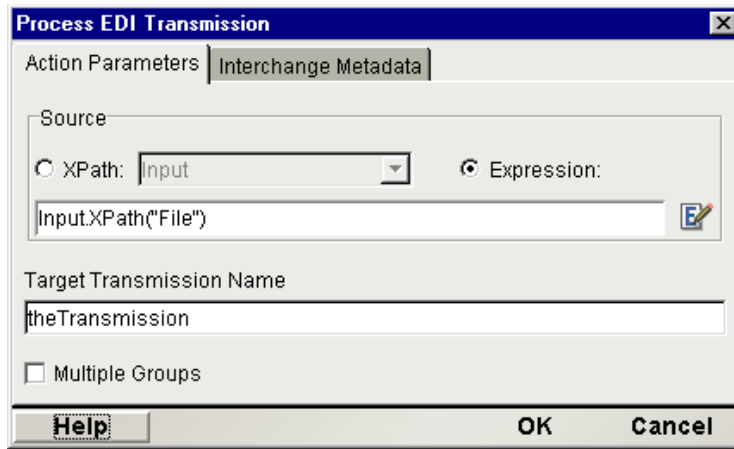 Process EDI Transmission
Action Parameters Interchange Metadata
Source
XPath: Input Expression:
Input.XPath("File")
Target Transmission Name
theTransmission
Multiple Groups
Help OK Cancel